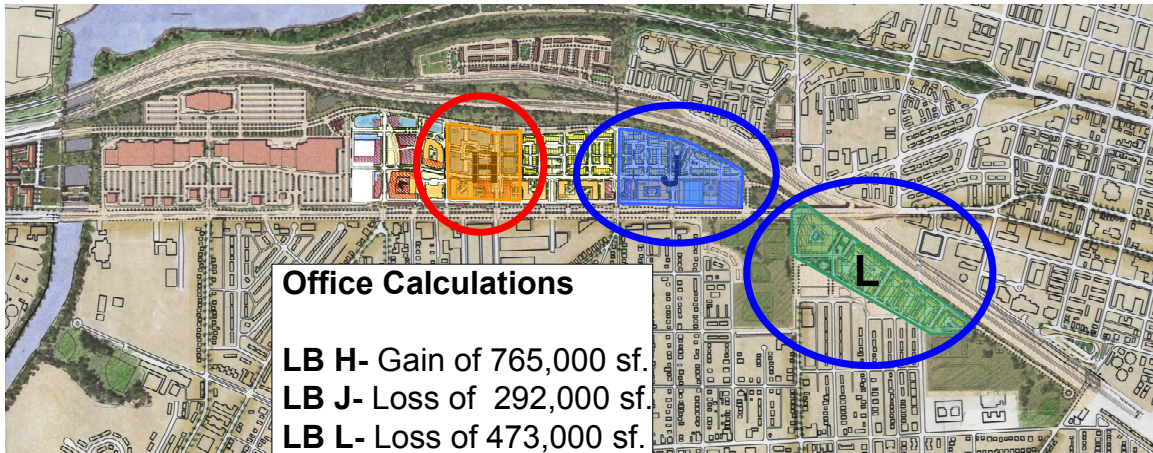 H
J
L
Office Calculations
LB H- Gain of 765,000 sf.
LB J- Loss of 292,000 sf.
LB L- Loss of 473,000 sf.